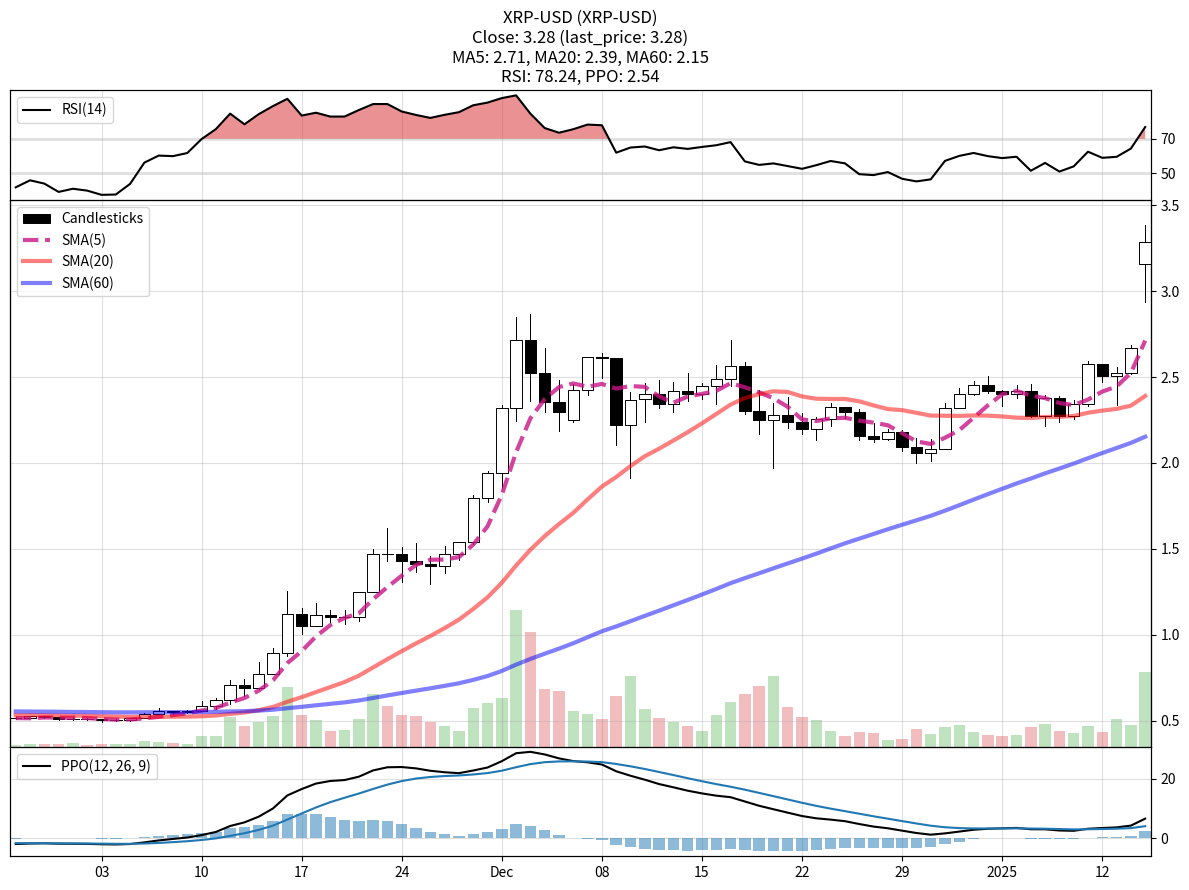 XRP-USD (XRP-USD)
Close: 3.28 (last_price: 3.28)
MA5: 2.71, MA20: 2.39, MA60: 2.15
RSI: 78.24, PPO: 2.54
RSI(14)
70
50
Candlesticks
SMA(5)
SMA(20)
SMA(60)
3.5
3.0
2.5
2.0
1.5
1.0
0.5
PPO(12, 26, 9)
20
0
03 10 17 24 Dec 08 15 22 29 2025 12